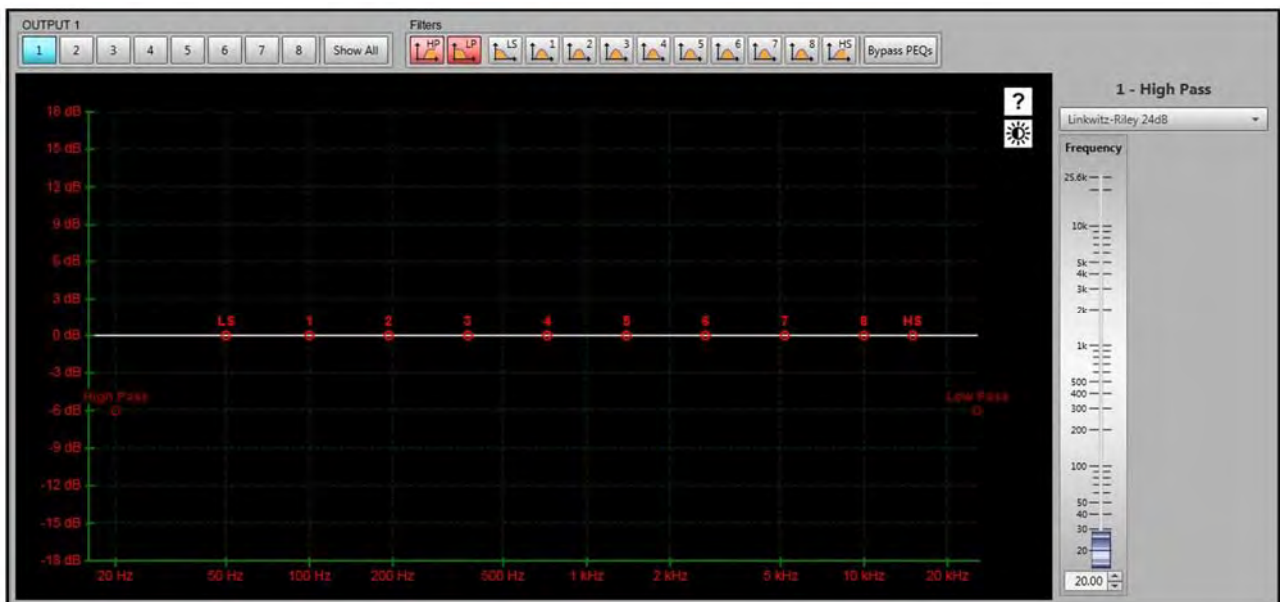 OUTPUT 1
Filters
1 2 3 4 5 6 7 8 Show All
HP LP LS 1 2 3 4 5 6 7 8 HS Bypass PEQs
?
1 - High Pass
Linkwitz-Riley 24dB
Frequency
18 dB
15 dB
12 dB
9 dB
6 dB
3 dB
0 dB
-3 dB
-6 dB
-9 dB
-12 dB
-15 dB
-18 dB
LS 1 2 3 4 5 6 7 8 HS
High Pass
Low Pass
20 Hz 50 Hz 100 Hz 200 Hz 500 Hz 1 kHz 2 kHz 5 kHz 10 kHz 20 kHz
25.6k
10k
5k
4k
3k
2k
1k
500
400
300
200
100
50
40
30
20
20.00